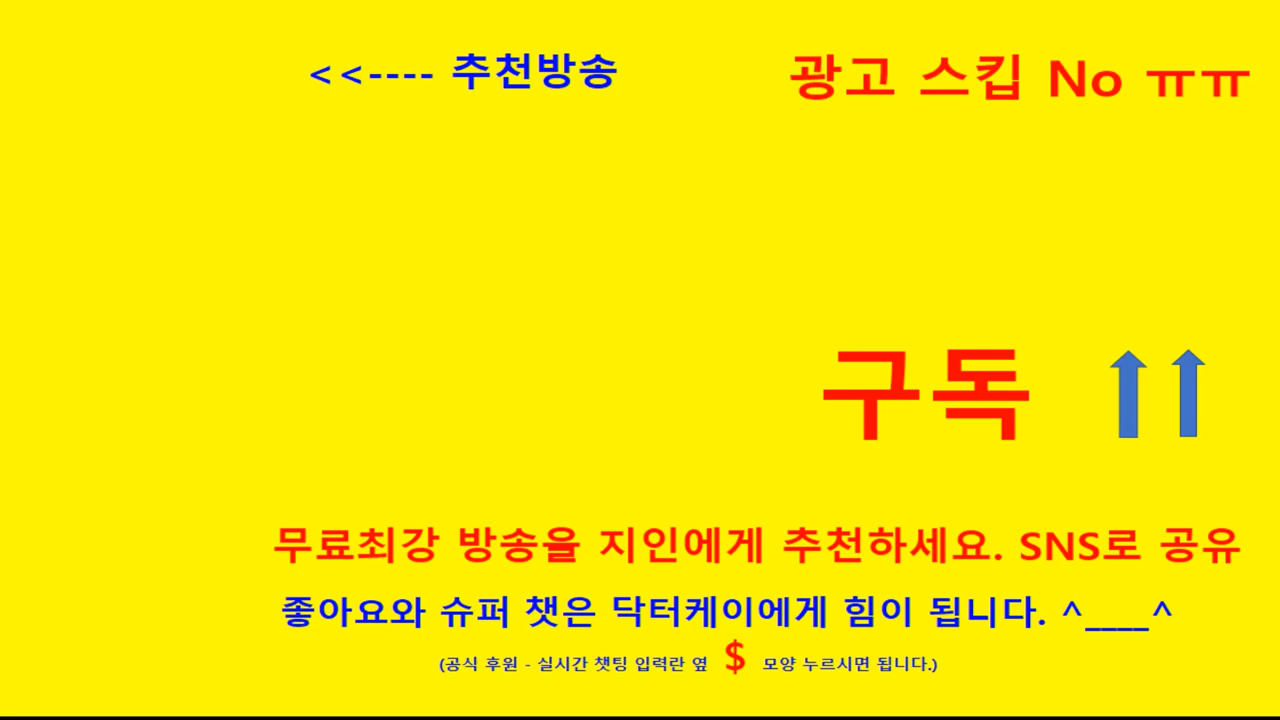 <<---- 추천방송
광고 스킵 No ㅠㅠ
구독
무료최강 방송을 지인에게 추천하세요. SNS로 공유
좋아요와 슈퍼 챗은 닥터케이에게 힘이 됩니다. ^____^
(공식 후원 - 실시간 챗팅 입력란 옆 $ 모양 누르시면 됩니다.)